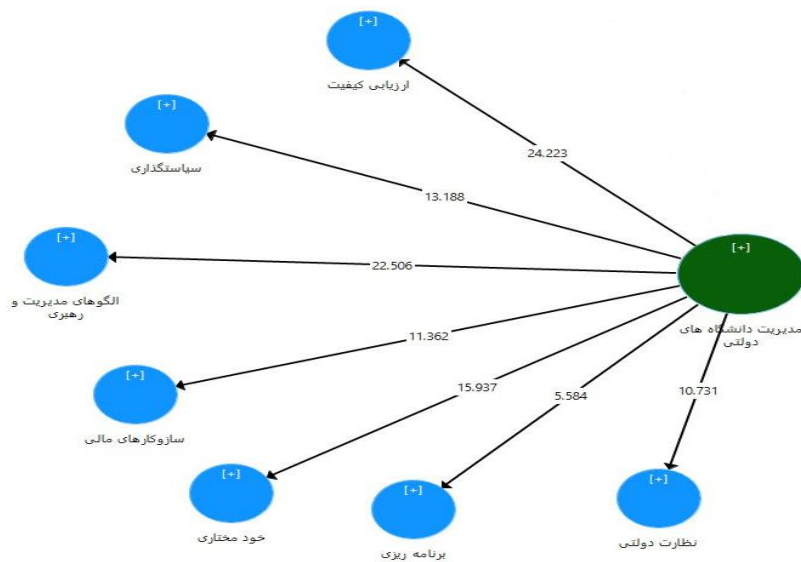 [+]
ارزیابی کیفیت
[+]
سیاستگذاری
24.223
13.188
[+]
الگوهای مدیریت و
رهبری
22.506
[+]
مدیریت دانشگاه های
دولتی
11.362
[+]
سازوکارهای مالی
15.937
5.584
10.731
[+]
خود مختاری
[+]
برنامه ریزی
[+]
نظارت دولتی